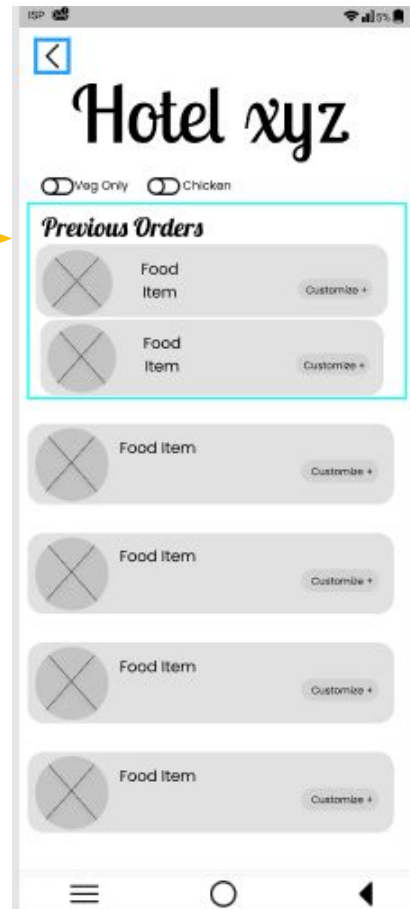 ISP
5%
Hotel xyz
Veg Only Chicken
Previous Orders
Food
Item
Customize +
Food
Item
Customize +
Food Item
Customize +
Food Item
Customize +
Food Item
Customize +
Food Item
Customize +